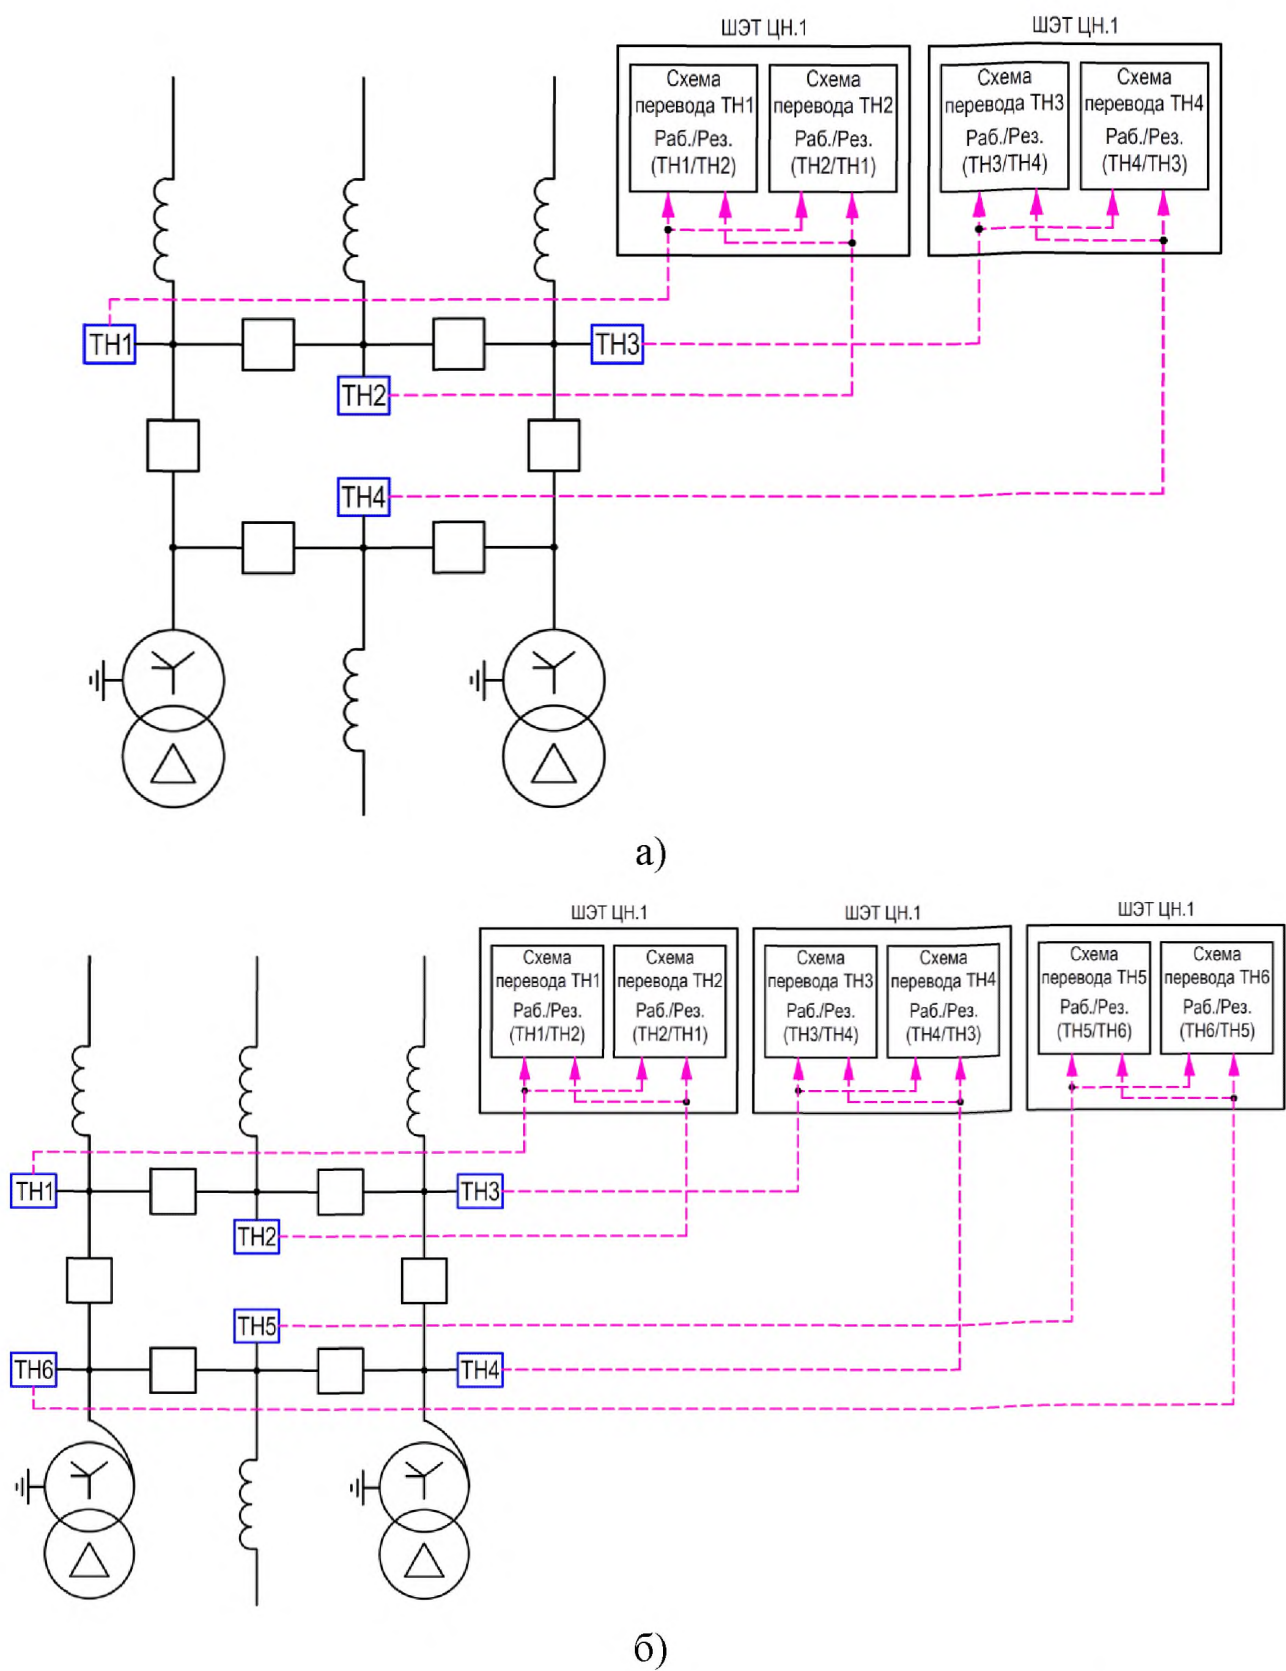 ШЭТ ЦН.1
ШЭТ ЦН.1
Схема
перевода ТН1
Раб./Рез.
(ТН1/ТН2)
Схема
перевода ТН2
Раб./Рез.
(ТН2/ТН1)
Схема
перевода ТН3
Раб./Рез.
(ТН3/ТН4)
Схема
перевода ТН4
Раб./Рез.
(ТН4/ТН3)
ТН1
ТН3
ТН2
ТН4
а)
ШЭТ ЦН.1
ШЭТ ЦН.1
ШЭТ ЦН.1
Схема
перевода ТН1
Раб./Рез.
(ТН1/ТН2)
Схема
перевода ТН2
Раб./Рез.
(ТН2/ТН1)
Схема
перевода ТН3
Раб./Рез.
(ТН3/ТН4)
Схема
перевода ТН4
Раб./Рез.
(ТН4/ТН3)
Схема
перевода ТН5
Раб./Рез.
(ТН5/ТН6)
Схема
перевода ТН6
Раб./Рез.
(ТН6/ТН5)
ТН1
ТН3
ТН2
ТН5
ТН6
ТН4
б)